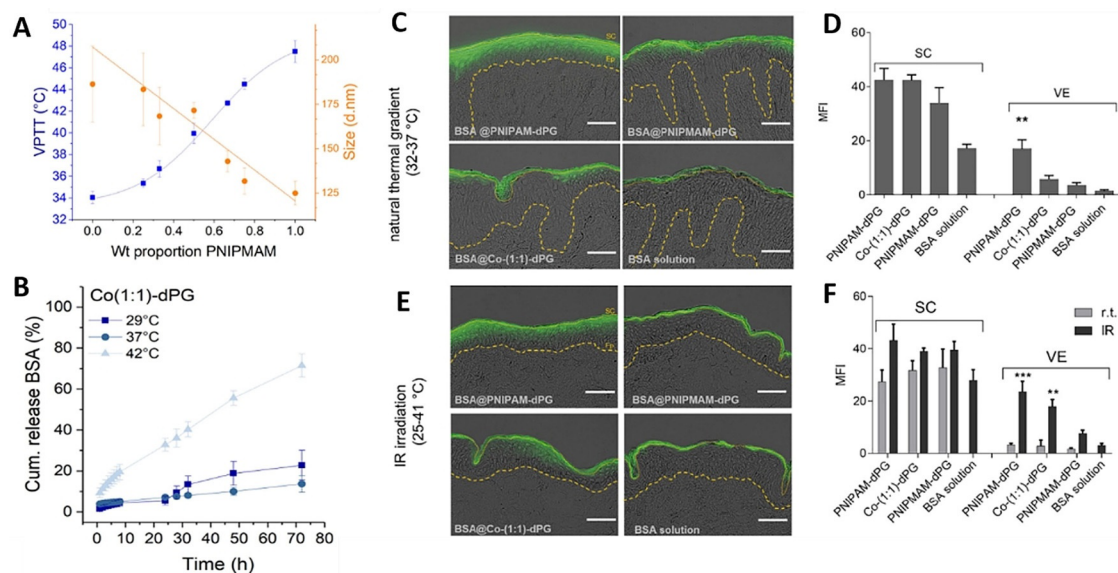 A
VPTT (°C)
48
46
44
42
40
38
36
34
32
200
175
150
125
Size (d.nm)
0.0 0.2 0.4 0.6 0.8 1.0
Wt proportion PNIPMAM
B
Co(1:1)-dPG
29°C
37°C
42°C
Cum. release BSA (%)
100
80
60
40
20
0
0 10 20 30 40 50 60 70 80
Time (h)
C
natural thermal gradient
(32-37 °C)
SC
Ep
BSA @PNIPAM-dPG
BSA@PNIPMAM-dPG
BSA@Co-(1:1)-dPG
BSA solution
D
MFI
60
40
20
0
SC
VE
**
PNIPAM-dPG
Co-(1:1)-dPG
PNIPMAM-dPG
BSA solution
PNIPAM-dPG
Co-(1:1)-dPG
PNIPMAM-dPG
BSA solution
E
IR irradiation
(25-41 °C)
SC
Ep
BSA@PNIPAM-dPG
BSA@PNIPMAM-dPG
BSA@Co-(1:1)-dPG
BSA solution
F
MFI
60
40
20
0
SC
r.t.
IR
VE
***
**
PNIPAM-dPG
Co-(1:1)-dPG
PNIPMAM-dPG
BSA solution
PNIPAM-dPG
Co-(1:1)-dPG
PNIPMAM-dPG
BSA solution